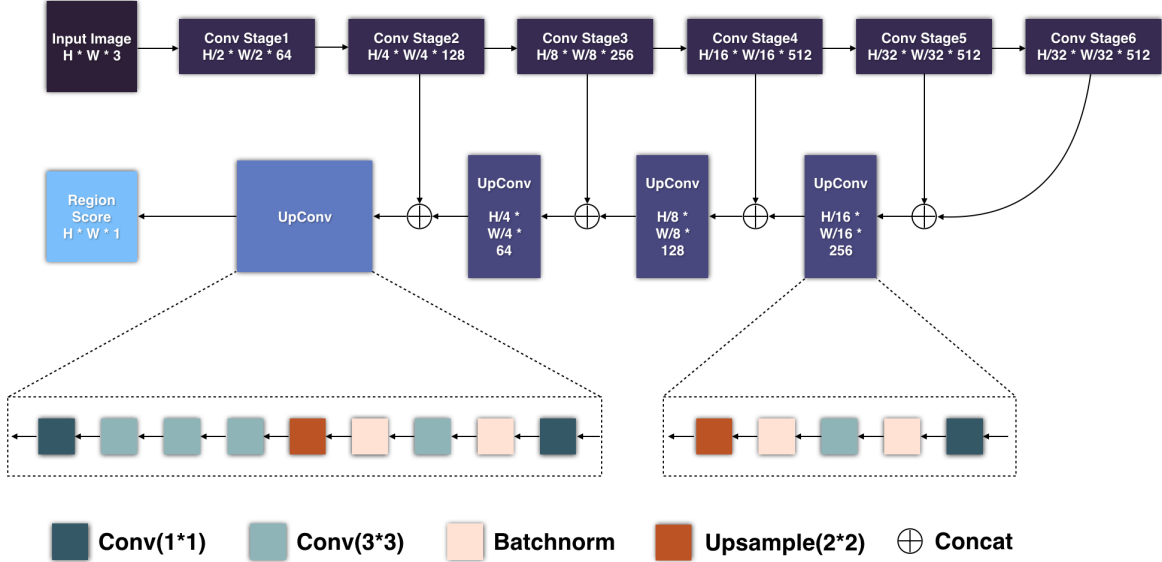 Input Image
H * W * 3
Conv Stage1
H/2 * W/2 * 64
Conv Stage2
H/4 * W/4 * 128
Conv Stage3
H/8 * W/8 * 256
Conv Stage4
H/16 * W/16 * 512
Conv Stage5
H/32 * W/32 * 512
Conv Stage6
H/32 * W/32 * 512
Region
Score
H * W * 1
UpConv
UpConv
H/4 *
W/4 *
64
UpConv
H/8 *
W/8 *
128
UpConv
H/16 *
W/16 *
256
Conv(1*1)
Conv(3*3)
Batchnorm
Upsample(2*2)
Concat